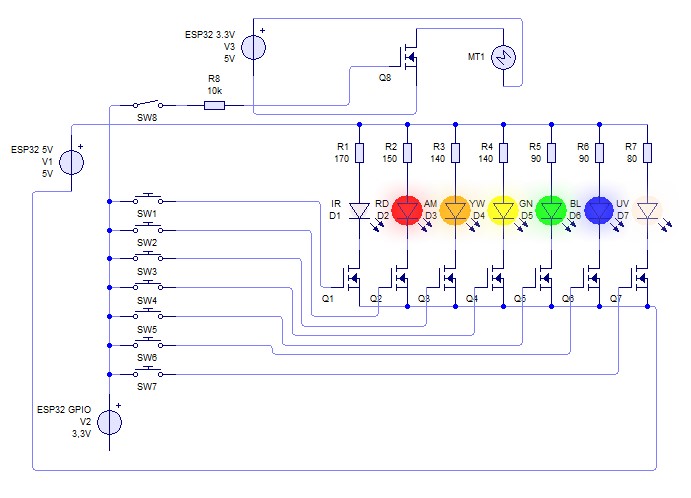 ESP32 3.3V
V3
5V
MT1
Q8
R8
10k
SW8
ESP32 5V
V1
5V
R1
170
R2
150
R3
140
R4
140
R5
90
R6
90
R7
80
IR
D1
RD
D2
AM
D3
YW
D4
GN
D5
BL
D6
UV
D7
SW1
SW2
SW3
SW4
SW5
SW6
SW7
Q1
Q2
Q3
Q4
Q5
Q6
Q7
ESP32 GPIO
V2
3,3V